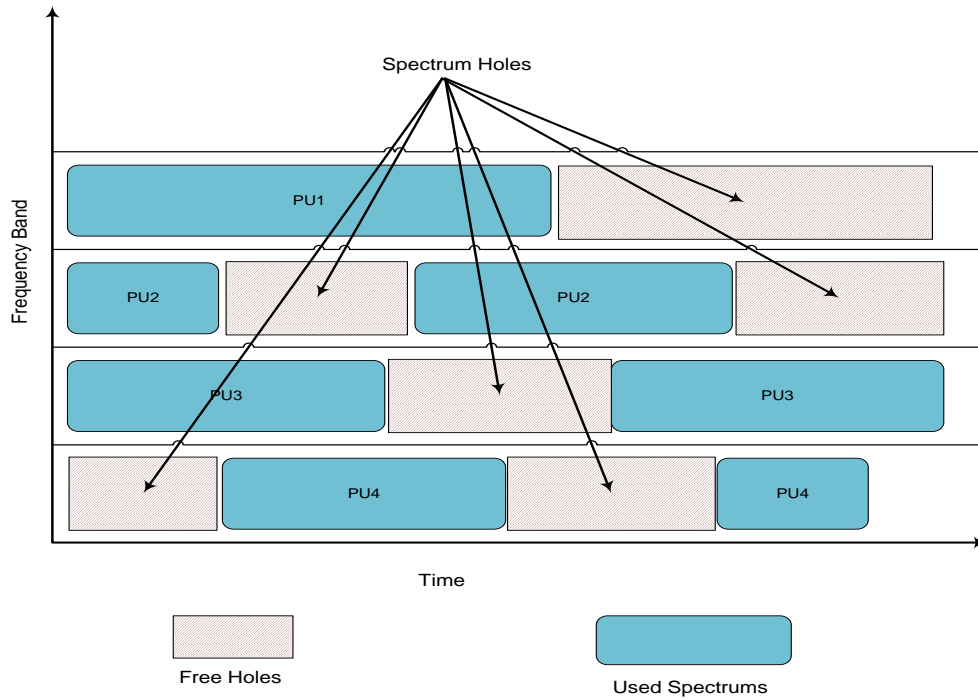 Spectrum Holes
PU1
Frequency Band
PU2
PU2
PU3
PU3
PU4
PU4
Time
Free Holes
Used Spectrums